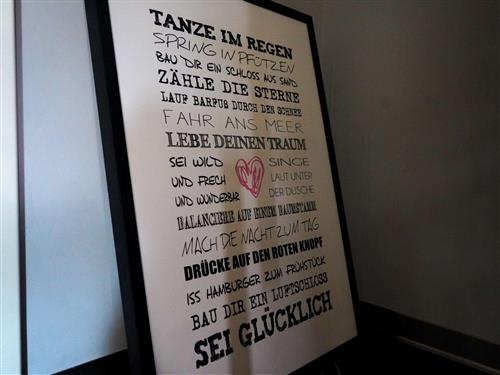 TANZE IM REGEN
SPRING IN PFÜTZEN
BAU DIR EIN SCHLOSS AUS SAND
ZÄHLE DIE STERNE
LAUF BARFUß DURCH DEN SCHNEE
FAHR ANS MEER
LEBE DEINEN TRAUM
SEI WILD
UND FRECH
UND WUNDERBAR
SINGE
LAUT UNTER
DER DUSCHE
BALANCIERE AUF EINEM BAUMSTAMM
MACH DIE NACHT ZUM TAG
DRÜCKE AUF DEN ROTEN KNOPF
ISS HAMBURGER ZUM FRÜHSTÜCK
BAU DIR EIN LUFTSCHLOSS
SEI GLÜCKLICH